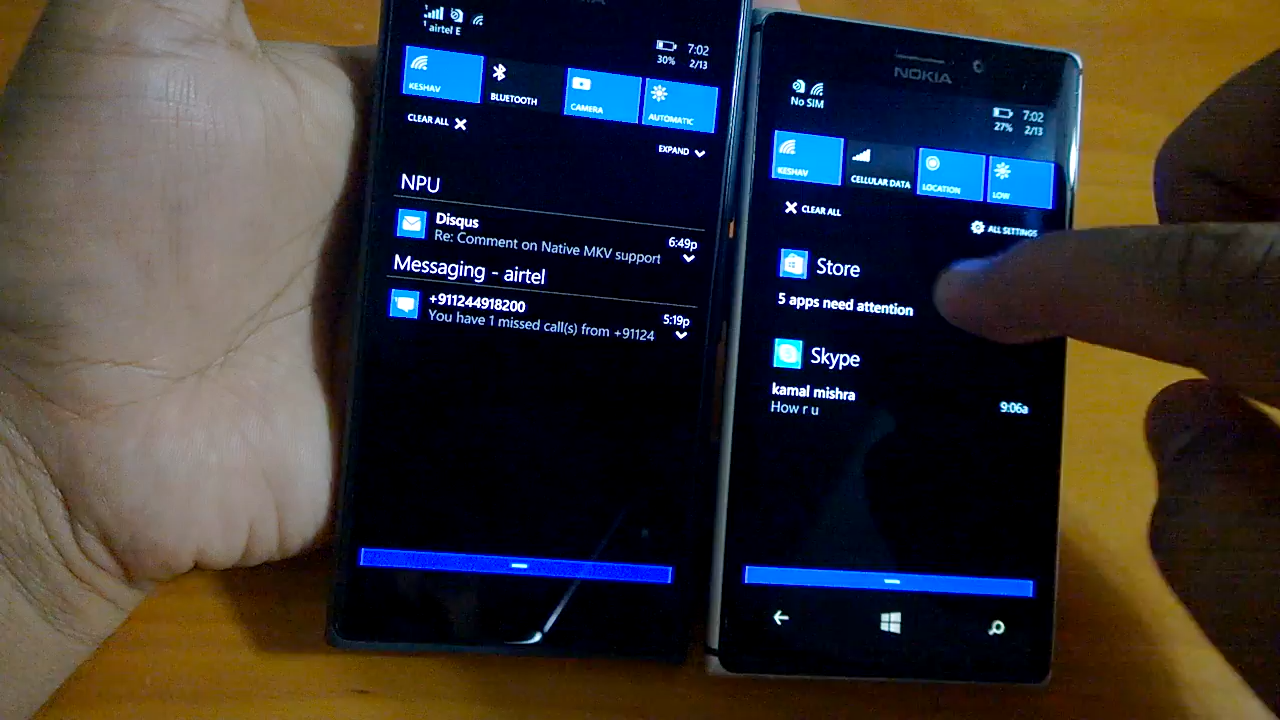 1 airtel E
30%
7:02
2/13
KESHAV
BLUETOOTH
CAMERA
AUTOMATIC
CLEAR ALL
EXPAND
NPU
Disqus
Re: Comment on Native MKV support
6:49p
Messaging - airtel
+911244918200
You have 1 missed call(s) from +91124
5:19p
NOKIA
No SIM
27%
7:02
2/13
KESHAV
CELLULAR DATA
LOCATION
LOW
CLEAR ALL
ALL SETTINGS
Store
5 apps need attention
Skype
kamal mishra
How r u
9:06a